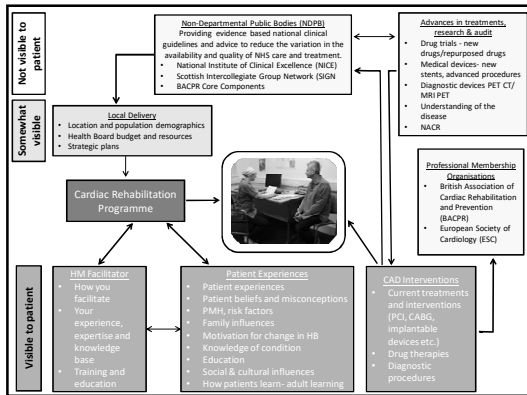 Not visible to
patient
Non-Departmental Public Bodies (NDPB)
Providing evidence based national clinical
guidelines and advice to reduce the variation in the
availability and quality of NHS care and treatment.
• National Institute of Clinical Excellence (NICE)
• Scottish Intercollegiate Group Network (SIGN
• BACPR Core Components
Advances in treatments,
research & audit
• Drug trials - new
drugs/repurposed drugs
• Medical devices- new
stents, advanced procedures
• Diagnostic devices PET CT/
MRI PET
• Understanding of the
disease
• NACR
Somewhat
visible
Local Delivery
• Location and population demographics
• Health Board budget and resources
• Strategic plans
Professional Membership
Organisations
• British Association of
Cardiac Rehabilitation
and Prevention
(BACPR)
• European Society of
Cardiology (ESC)
Cardiac Rehabilitation
Programme
Visible to patient
HM Facilitator
• How you
facilitate
• Your
experience,
expertise and
knowledge
base
• Training and
education
Patient Experiences
• Patient experiences
• Patient beliefs and misconceptions
• PMH, risk factors
• Family influences
• Motivation for change in HB
• Knowledge of condition
• Education
• Social & cultural influences
• How patients learn- adult learning
CAD Interventions
• Current treatments
and interventions
(PCI, CABG,
implantable
devices etc.)
• Drug therapies
• Diagnostic
procedures